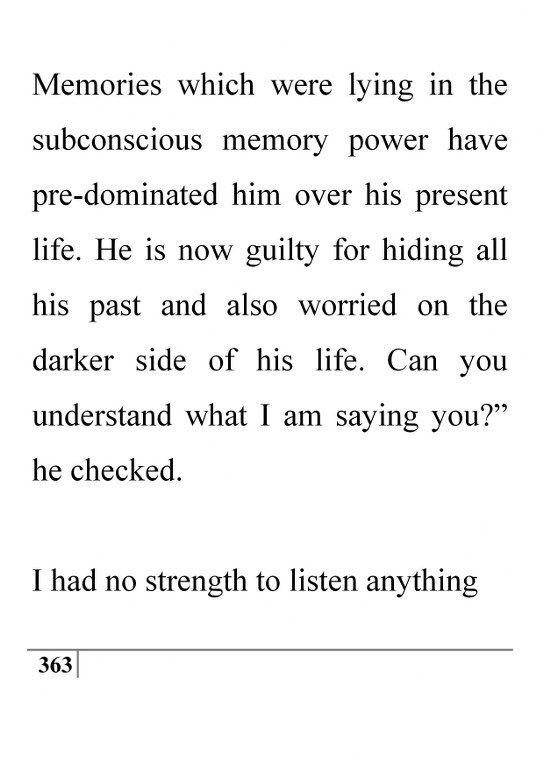 Memories which were lying in the
subconscious memory power have
pre-dominated him over his present
life. He is now guilty for hiding all
his past and also worried on the
darker side of his life. Can you
understand what I am saying you?”
he checked.
I had no strength to listen anything
363